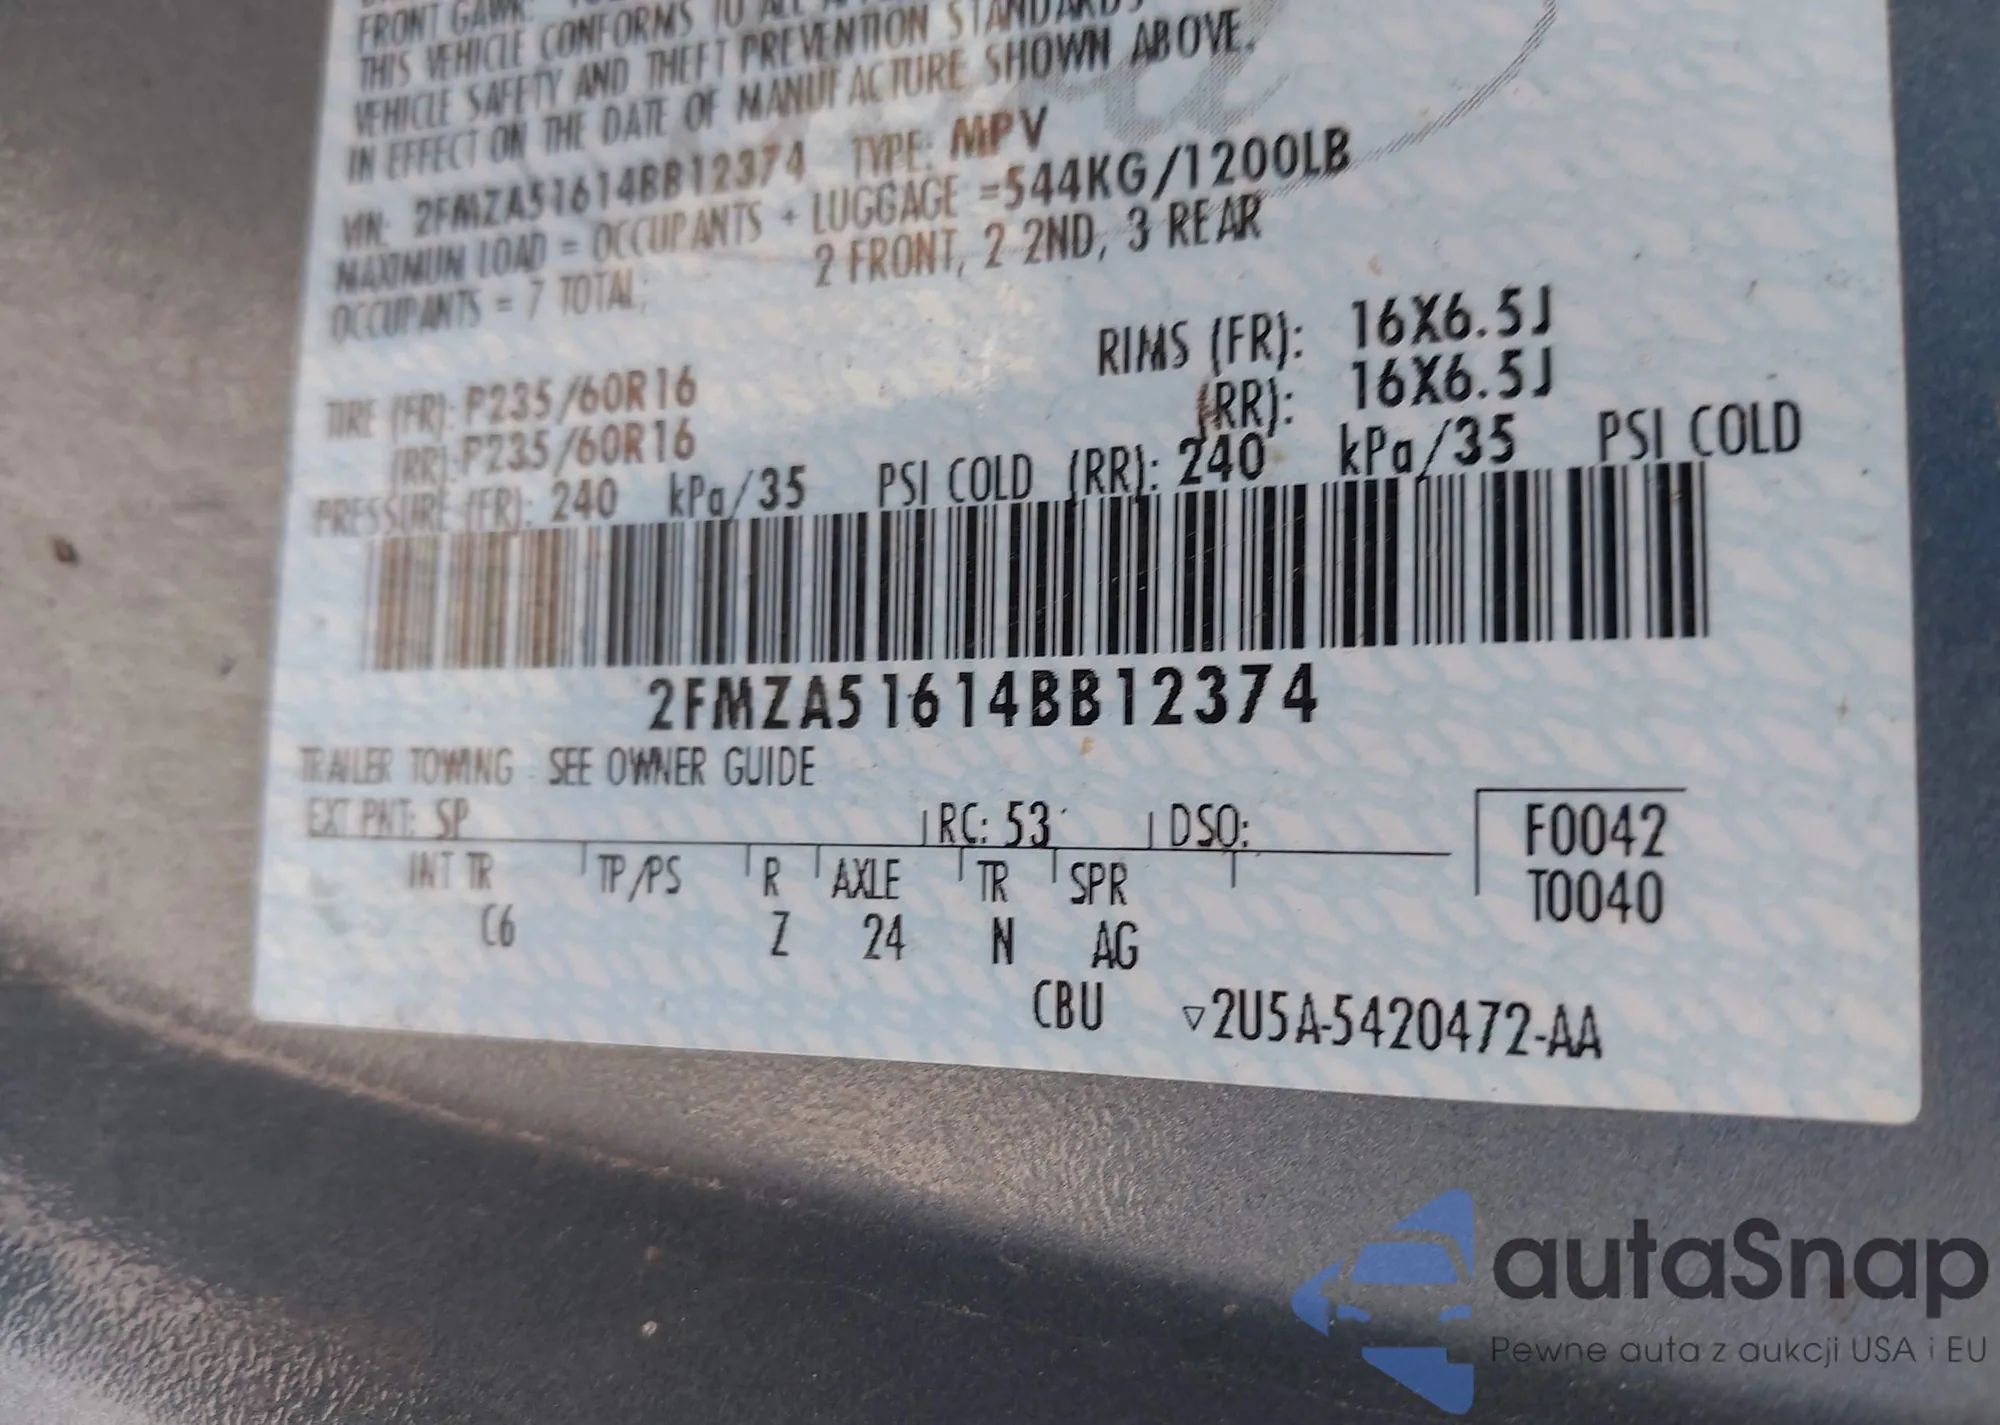 FRONT GAWR:
THIS VEHICLE CONFORMS TO ALL
VEHICLE SAFETY AND THEFT PREVENTION STANDARDS
IN EFFECT ON THE DATE OF MANUFACTURE SHOWN ABOVE.
VIN: 2FMZA51614BB12374 TYPE: MPV
MAXIMUN LOAD = OCCUPANTS + LUGGAGE =544KG/1200LB
OCCUPANTS = 7 TOTAL; 2 FRONT, 2 2ND, 3 REAR
TIRE (FR): P235/60R16 RIMS (FR): 16X6.5J
(RR):P235/60R16 (RR): 16X6.5J
PRESSURE (FR): 240 kPa/35 PSI COLD (RR): 240 kPa/35 PSI COLD
2FMZA51614BB12374
TRAILER TOWING - SEE OWNER GUIDE
EXT PNT: SP RC: 53 DSO: F0042
INT TR TP/PS R AXLE TR SPR T0040
C6 Z 24 N AG
CBU ▽2U5A-5420472-AA
autaSnap
Pewne auta z aukcji USA i EU